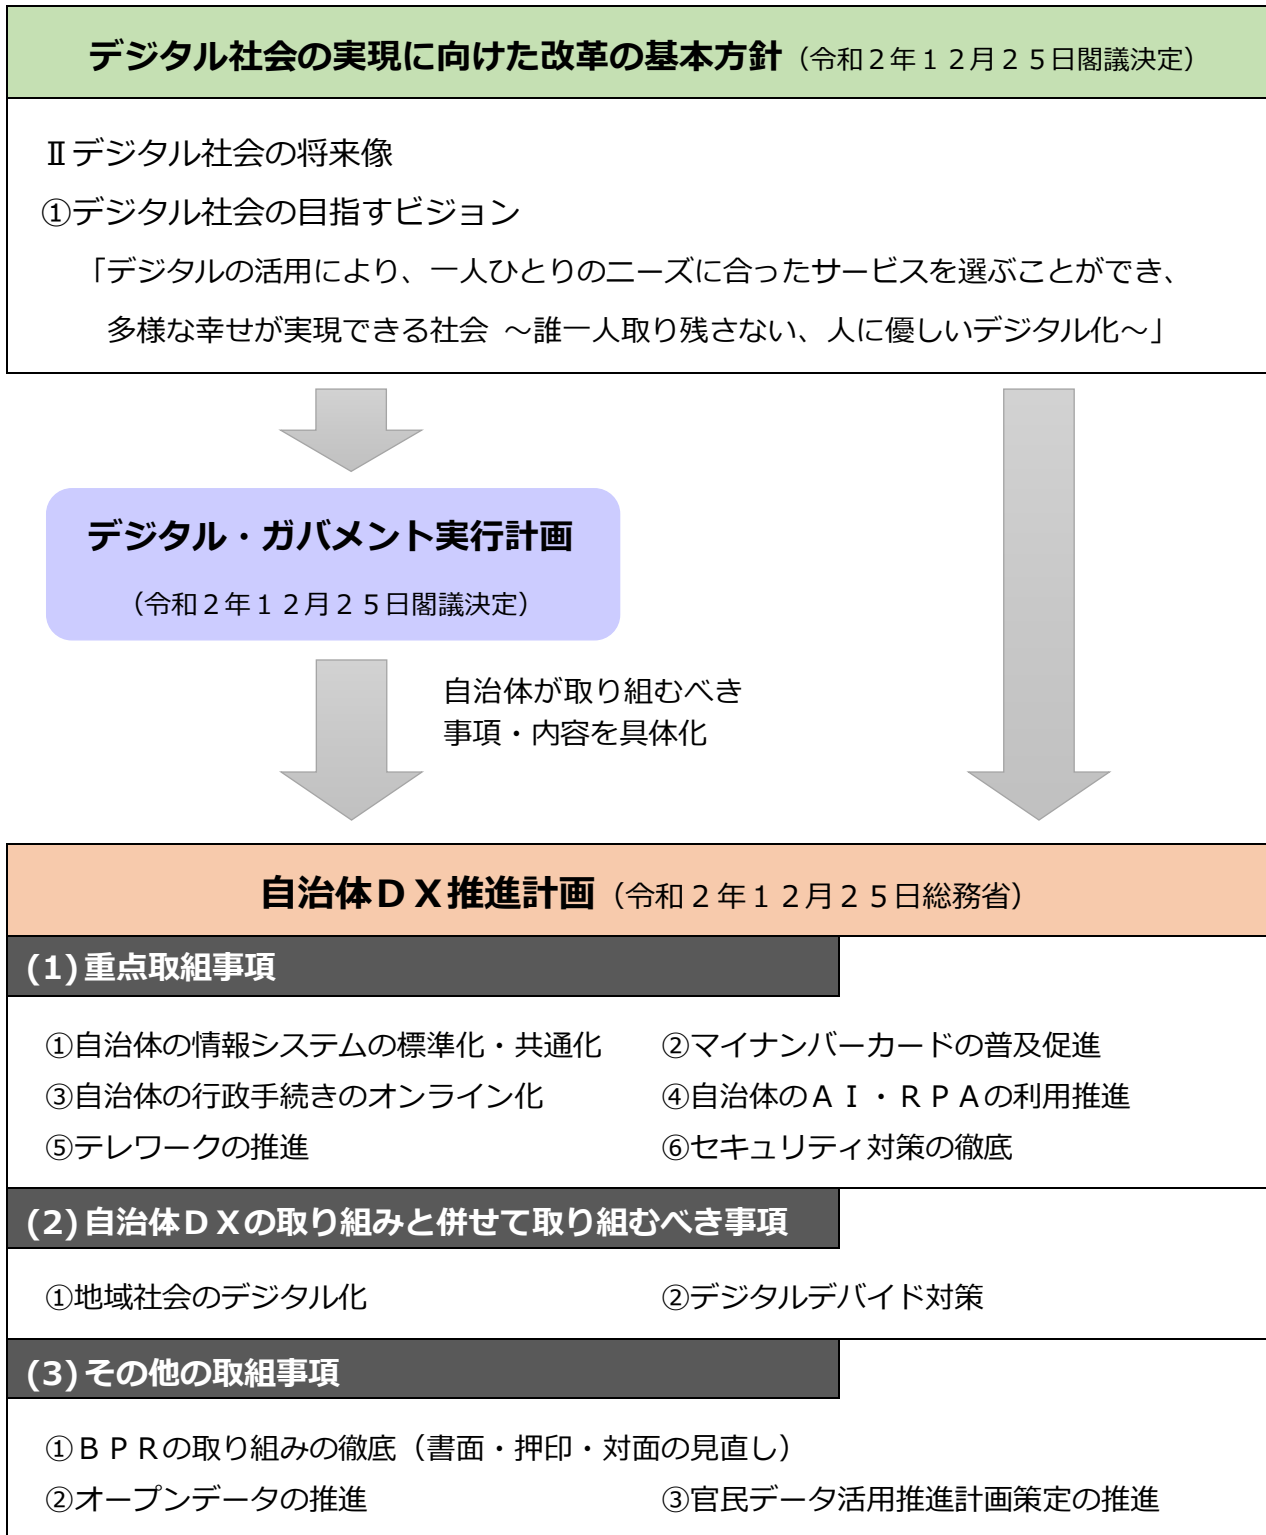 デジタル社会の実現に向けた改革の基本方針（令和２年１２月２５日閣議決定）
Ⅱデジタル社会の将来像
①デジタル社会の目指すビジョン
「デジタルの活用により、一人ひとりのニーズに合ったサービスを選ぶことができ、
多様な幸せが実現できる社会 ～誰一人取り残さない、人に優しいデジタル化～」
デジタル・ガバメント実行計画
（令和２年１２月２５日閣議決定）
自治体が取り組むべき
事項・内容を具体化
自治体ＤＸ推進計画（令和２年１２月２５日総務省）
(1)重点取組事項
①自治体の情報システムの標準化・共通化 ②マイナンバーカードの普及促進
③自治体の行政手続きのオンライン化 ④自治体のＡＩ・ＲＰＡの利用推進
⑤テレワークの推進 ⑥セキュリティ対策の徹底
(2)自治体ＤＸの取り組みと併せて取り組むべき事項
①地域社会のデジタル化 ②デジタルデバイド対策
(3)その他の取組事項
①ＢＰＲの取り組みの徹底（書面・押印・対面の見直し）
②オープンデータの推進 ③官民データ活用推進計画策定の推進